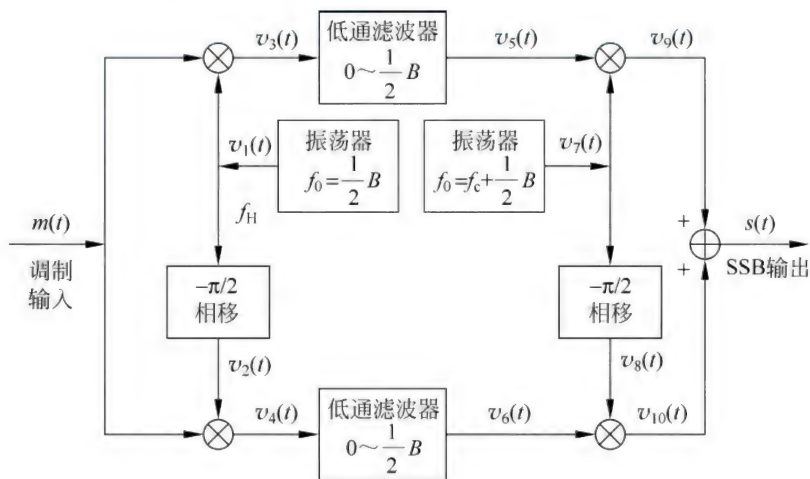 v₃(t)
低通滤波器
0～1/2 B
v₅(t)
v₉(t)
v₁(t)
振荡器
f₀=1/2 B
振荡器
f₀=f_c+1/2 B
v₇(t)
m(t)
调制
输入
f_H
+
+
s(t)
SSB输出
−π/2
相移
−π/2
相移
v₂(t)
v₈(t)
v₄(t)
低通滤波器
0～1/2 B
v₆(t)
v₁₀(t)